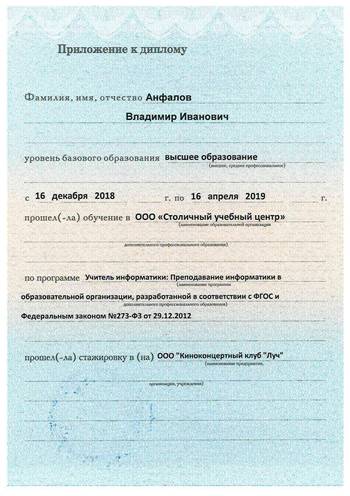 Приложение к диплому
Фамилия, имя, отчество Анфалов
Владимир Иванович
уровень базового образования высшее образование
(высшее, среднее профессиональное)
с 16 декабря 2018 г. по 16 апреля 2019 г.
прошел(-ла) обучение в ООО «Столичный учебный центр»
(наименование образовательной организации
дополнительного профессионального образования)
по программе Учитель информатики: Преподавание информатики в
(наименование программы
образовательной организации, разработанной в соответствии с ФГОС и
дополнительного профессионального образования)
Федеральным законом №273-ФЗ от 29.12.2012
прошел(-ла) стажировку в (на) ООО "Киноконцертный клуб "Луч"
(наименование предприятия,
организации, учреждения)